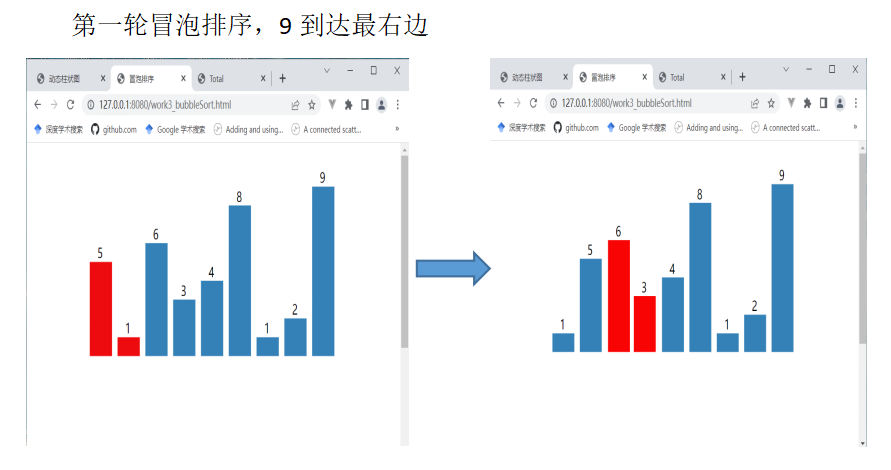 第一轮冒泡排序，9 到达最右边
动态柱状图 冒泡排序 Total
127.0.0.1:8080/work3_bubbleSort.html
深度学术搜索 github.com Google 学术搜索 Adding and using... A connected scatt... »
5 1 6 3 4 8 1 2 9
动态柱状图 冒泡排序 Total
127.0.0.1:8080/work3_bubbleSort.html
深度学术搜索 github.com Google 学术搜索 Adding and using... A connected scatt... »
1 5 6 3 4 8 1 2 9